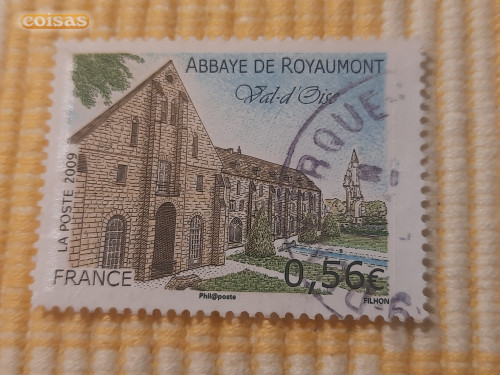 coisas
ABBAYE DE ROYAUMONT
Val-d'Oise
LA POSTE 2009
FRANCE
0,56€
Phil@poste
FILHON